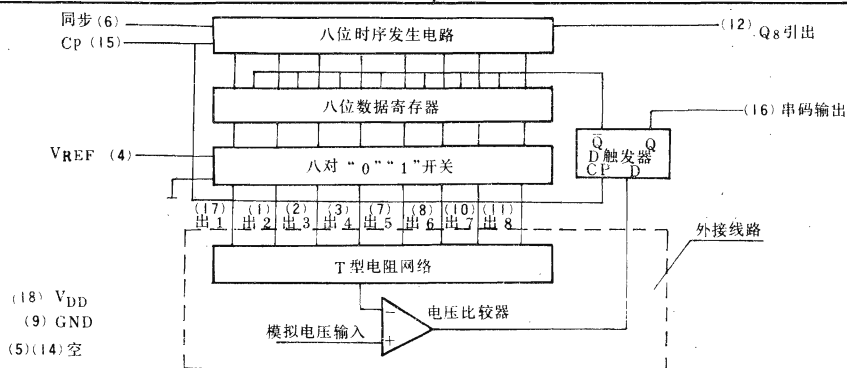 同步(6)
八位时序发生电路
(12) Q8引出
Cp (15)
八位数据寄存器
(16) 串码输出
VREF (4)
八对“0”“1”开关
Q̄ Q
D触发器
CP D
(17) (1) (2) (3) (7) (8) (10) (11)
出1 出2 出3 出4 出5 出6 出7 出8
外接线路
T型电阻网络
(18) VDD
(9) GND
(5)(14)空
电压比较器
模拟电压输入
−
+